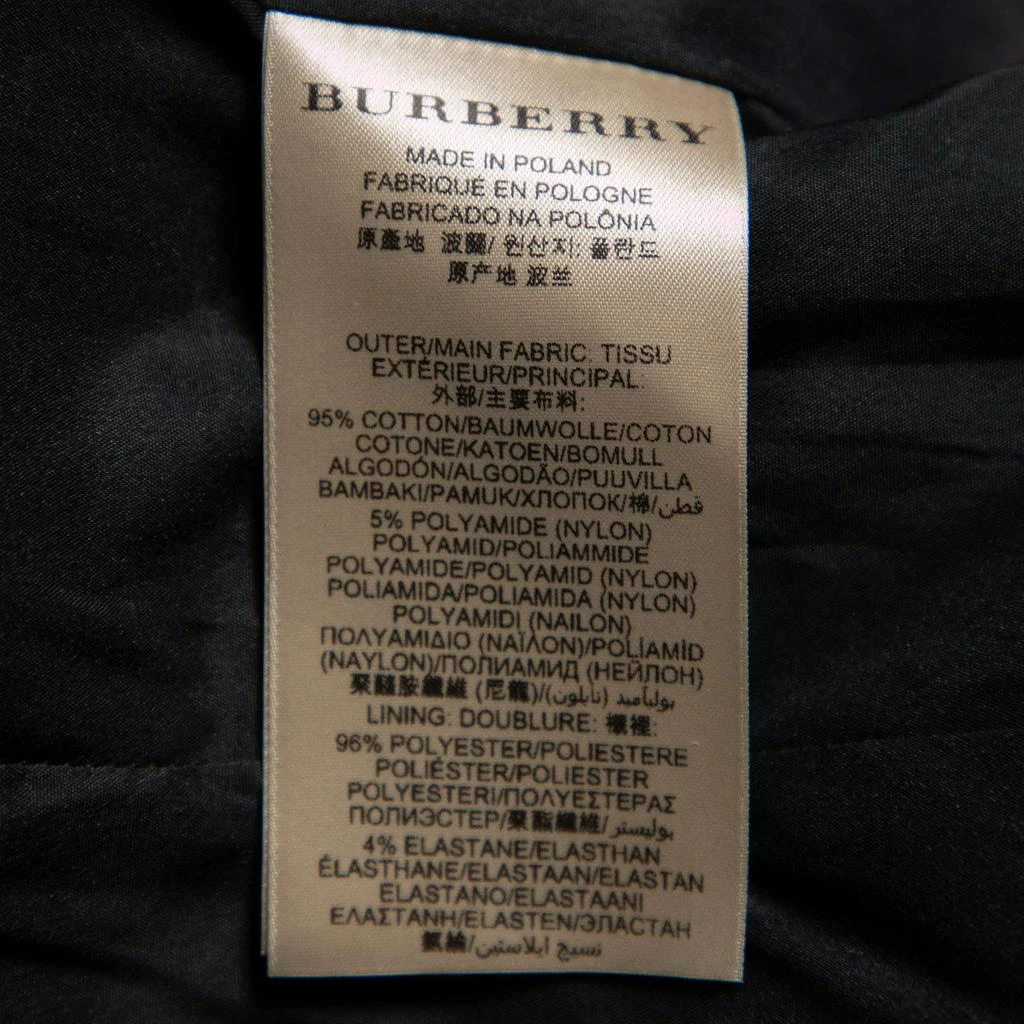 BURBERRY
MADE IN POLAND
FABRIQUÉ EN POLOGNE
FABRICADO NA POLÔNIA
原產地 波蘭/ 원산지: 폴란드
原产地 波兰
OUTER/MAIN FABRIC: TISSU
EXTÉRIEUR/PRINCIPAL:
外部/主要布料:
95% COTTON/BAUMWOLLE/COTON
COTONE/KATOEN/BOMULL
ALGODÓN/ALGODÃO/PUUVILLA
BAMBAKI/PAMUK/ХЛОПОК/棉/قطن
5% POLYAMIDE (NYLON)
POLYAMID/POLIAMMIDE
POLYAMIDE/POLYAMID (NYLON)
POLIAMIDA/POLIAMIDA (NYLON)
POLYAMIDI (NAILON)
ΠΟΛΥΑΜΙΔΙΟ (ΝΑΪΛΟΝ)/POLİAMİD
(NAYLON)/ПОЛИАМИД (НЕЙЛОН)
聚醯胺纖維 (尼龍)/بوليأميد (نايلون)
LINING: DOUBLURE: 襯裡:
96% POLYESTER/POLIESTERE
POLIÉSTER/POLIESTER
POLYESTERI/ΠΟΛΥΕΣΤΕΡΑΣ
ПОЛИЭСТЕР/聚酯纖維/بوليستر
4% ELASTANE/ELASTHAN
ÉLASTHANE/ELASTAAN/ELASTAN
ELASTANO/ELASTAANI
ΕΛΑΣΤΑΝΗ/ELASTEN/ЭЛАСТАН
氨綸/نسيج ايلاستين